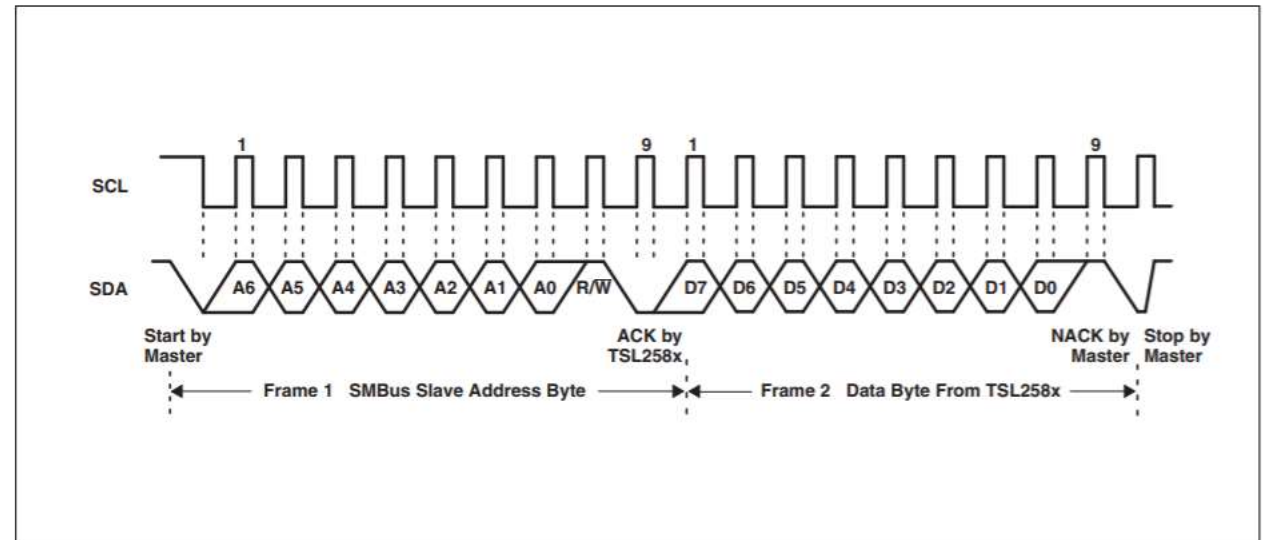 1 9 1 9
SCL
SDA A6 A5 A4 A3 A2 A1 A0 R/W̅ D7 D6 D5 D4 D3 D2 D1 D0
Start by ACK by NACK by Stop by
Master TSL258x Master Master
Frame 1 SMBus Slave Address Byte Frame 2 Data Byte From TSL258x